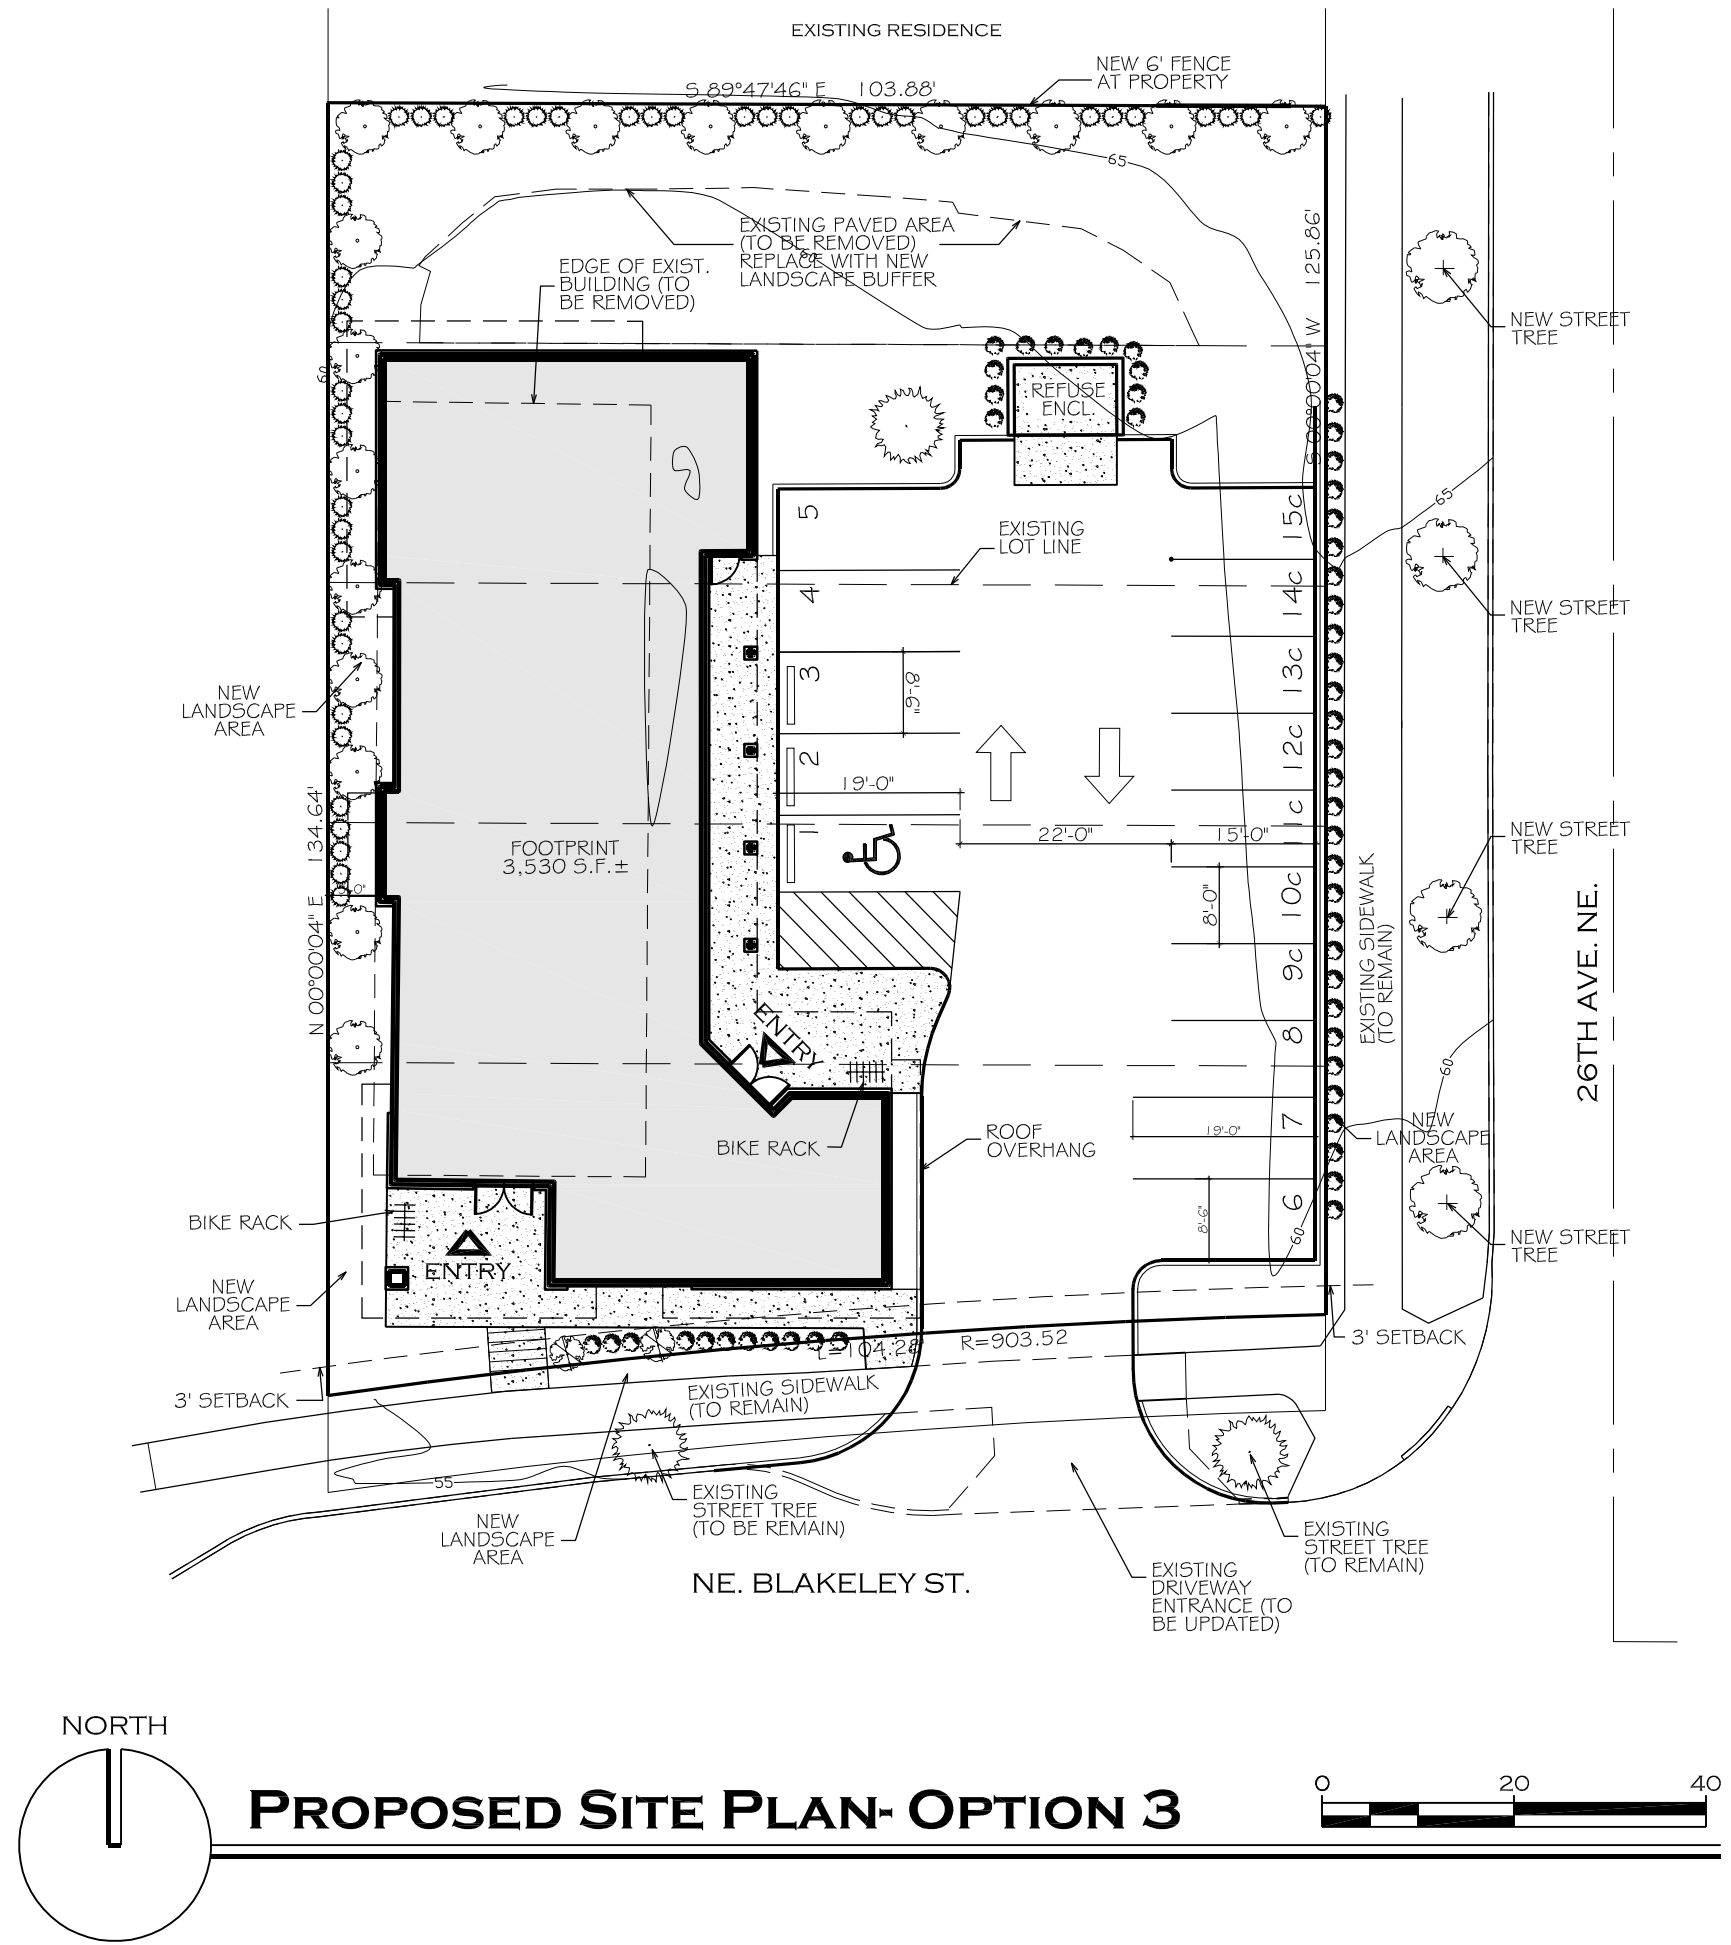 EXISTING RESIDENCE
NEW 6' FENCE
AT PROPERTY
S 89°47'46" E 103.88'
65
EXISTING PAVED AREA
(TO BE REMOVED)
REPLACE WITH NEW
LANDSCAPE BUFFER
60
EDGE OF EXIST.
BUILDING (TO
BE REMOVED)
S 00°00'04" W 125.86'
NEW STREET
TREE
60
REFUSE
ENCL.
65
5
EXISTING
LOT LINE
15c
4
14c
NEW STREET
TREE
3
8'-6"
13c
NEW
LANDSCAPE
AREA
2
19'-0"
12c
N 00°00'04" E 134.64'
1
22'-0"
15'-0"
11c
NEW STREET
TREE
FOOTPRINT
3,530 S.F.±
10c
8'-0"
EXISTING SIDEWALK
(TO REMAIN)
26TH AVE. NE.
9c
ENTRY
8
60
BIKE RACK
ROOF
OVERHANG
7
19'-0"
NEW
LANDSCAPE
AREA
BIKE RACK
6
8'-6"
60
NEW STREET
TREE
ENTRY
NEW
LANDSCAPE
AREA
3' SETBACK
L=104.28'
R=903.52
3' SETBACK
EXISTING SIDEWALK
(TO REMAIN)
55
EXISTING
STREET TREE
(TO BE REMAIN)
NEW
LANDSCAPE
AREA
EXISTING
STREET TREE
(TO REMAIN)
EXISTING
DRIVEWAY
ENTRANCE (TO
BE UPDATED)
NE. BLAKELEY ST.
NORTH
PROPOSED SITE PLAN- OPTION 3
0 20 40